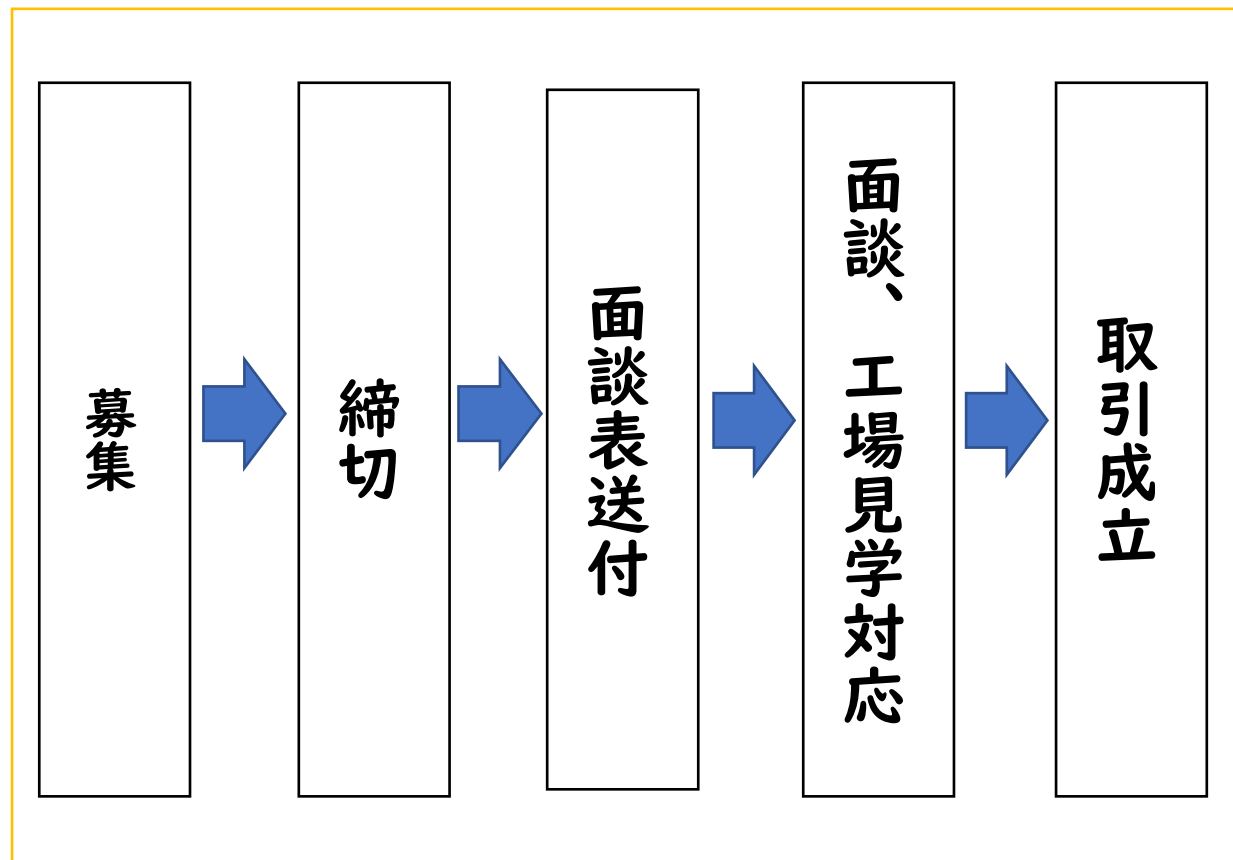 募集
締切
面談表送付
面談、工場見学対応
取引成立